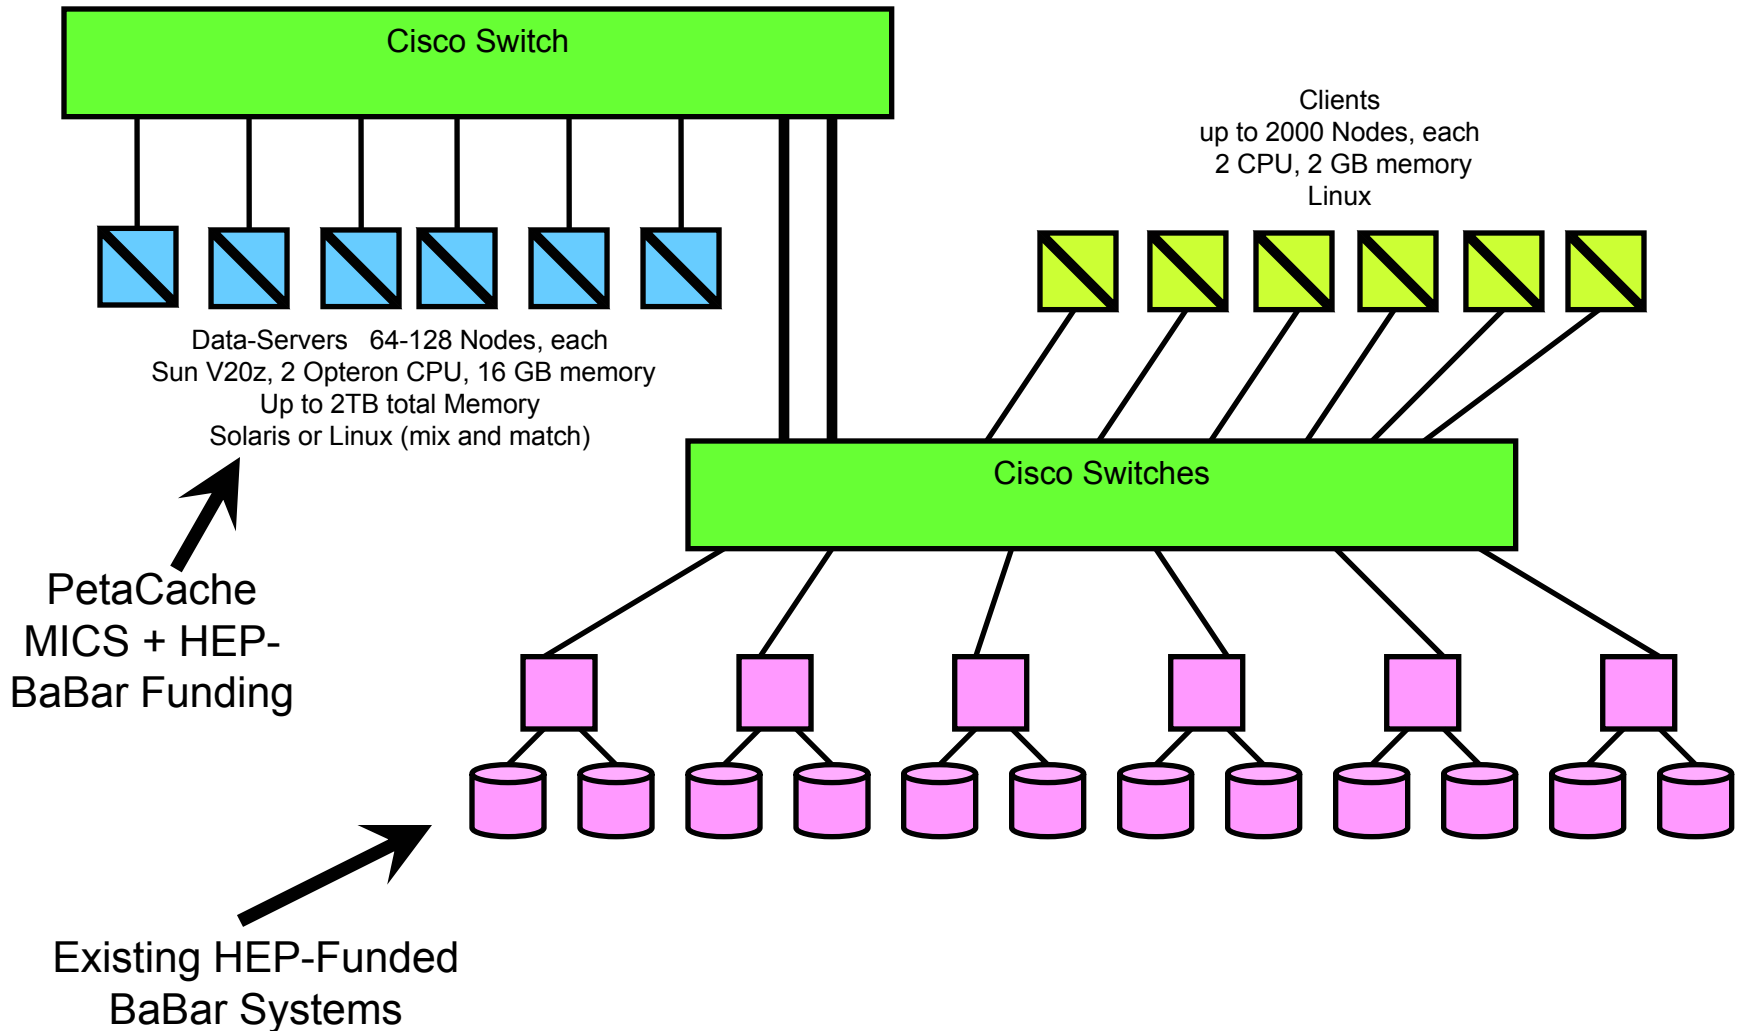 Cisco Switch
Clients
up to 2000 Nodes, each
2 CPU, 2 GB memory
Linux
Data-Servers 64-128 Nodes, each
Sun V20z, 2 Opteron CPU, 16 GB memory
Up to 2TB total Memory
Solaris or Linux (mix and match)
Cisco Switches
PetaCache
MICS + HEP-
BaBar Funding
Existing HEP-Funded
BaBar Systems